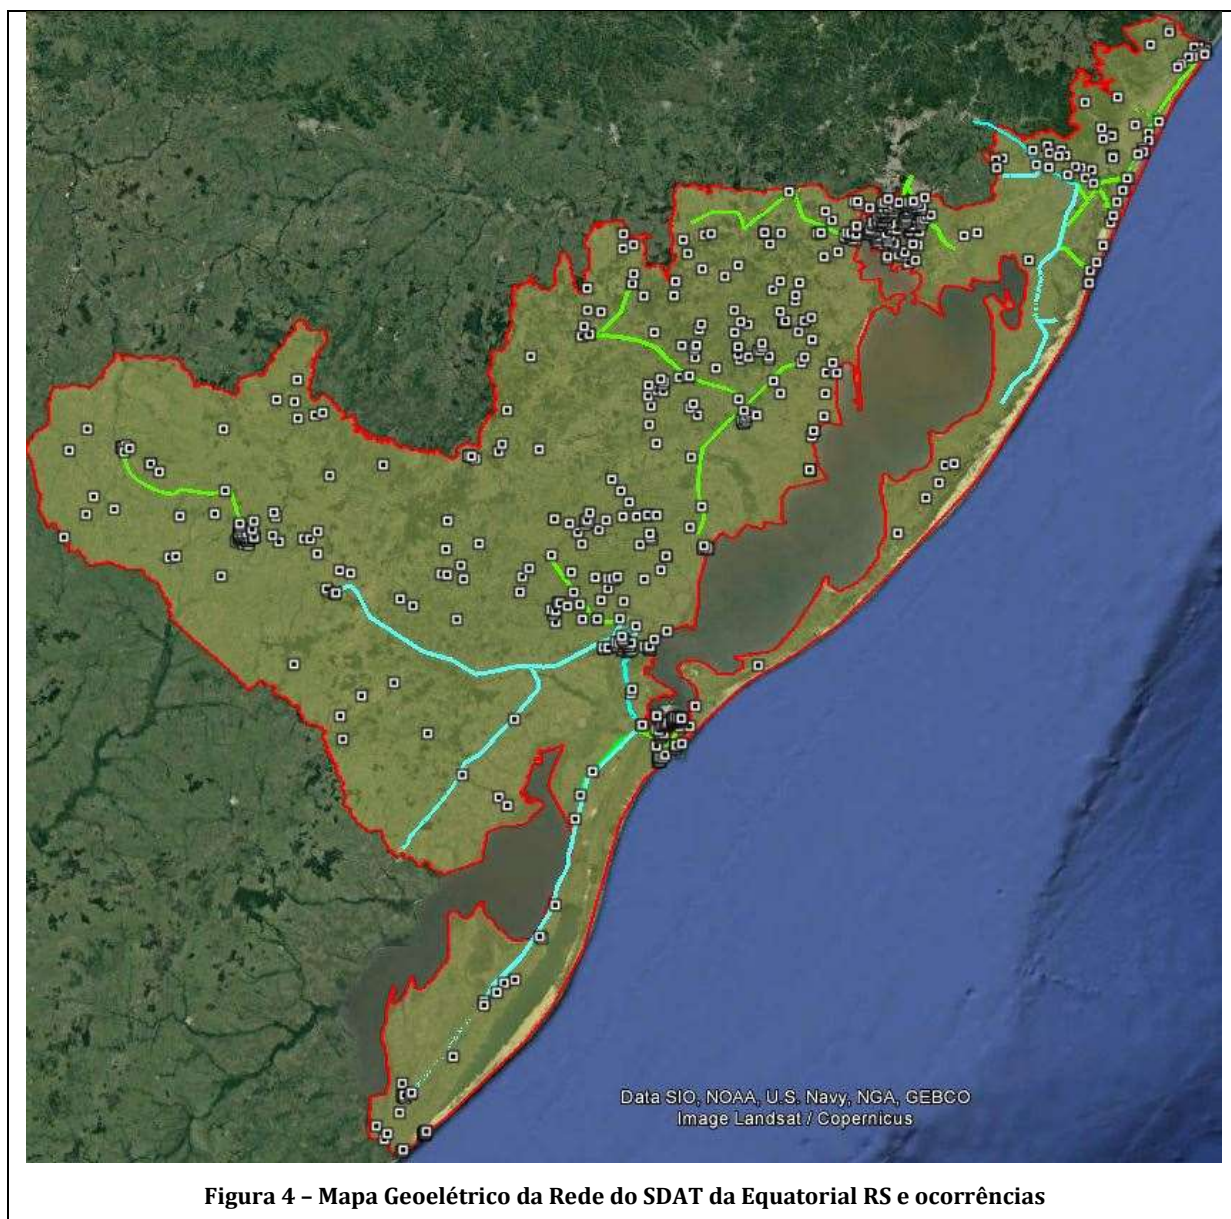 Data SIO, NOAA, U.S. Navy, NGA, GEBCO
Image Landsat / Copernicus
Figura 4 – Mapa Geoelétrico da Rede do SDAT da Equatorial RS e ocorrências